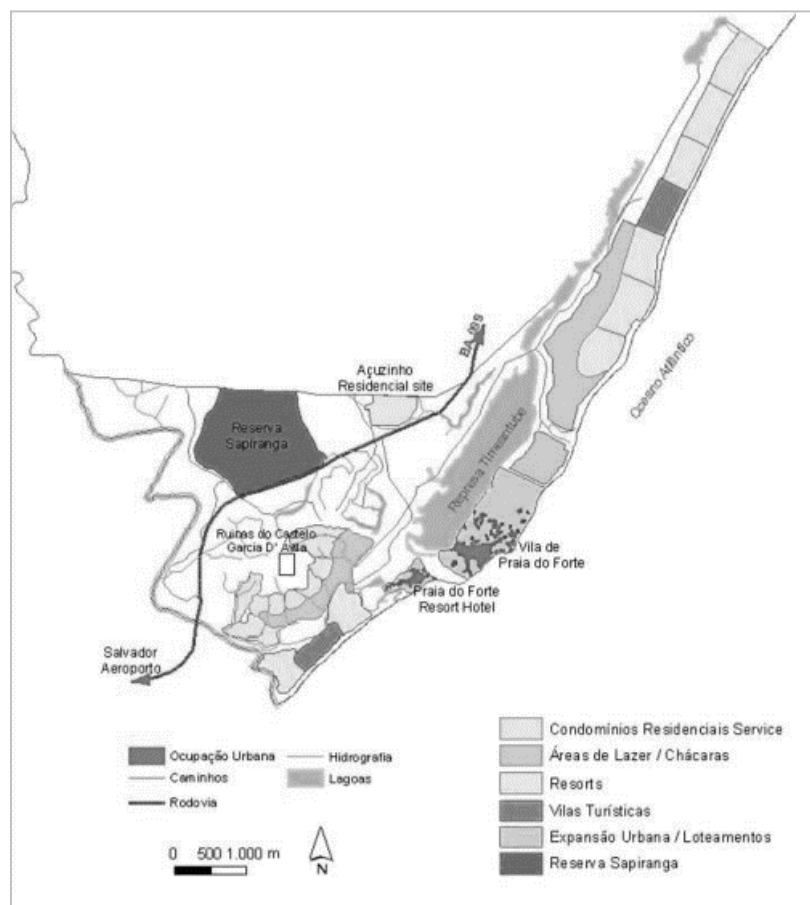 BA 099
Açuzinho
Residencial site
Oceano Atlântico
Reserva
Sapiranga
Represa Timeantube
Ruinas do Castelo
Garcia D' Avila
Vila de
Praia do Forte
Praia do Forte
Resort Hotel
Salvador
Aeroporto
Ocupação Urbana
Caminhos
Rodovia
Hidrografia
Lagoas
0 500 1.000 m
N
Condomínios Residenciais Service
Áreas de Lazer / Chácaras
Resorts
Vilas Turísticas
Expansão Urbana / Loteamentos
Reserva Sapiranga